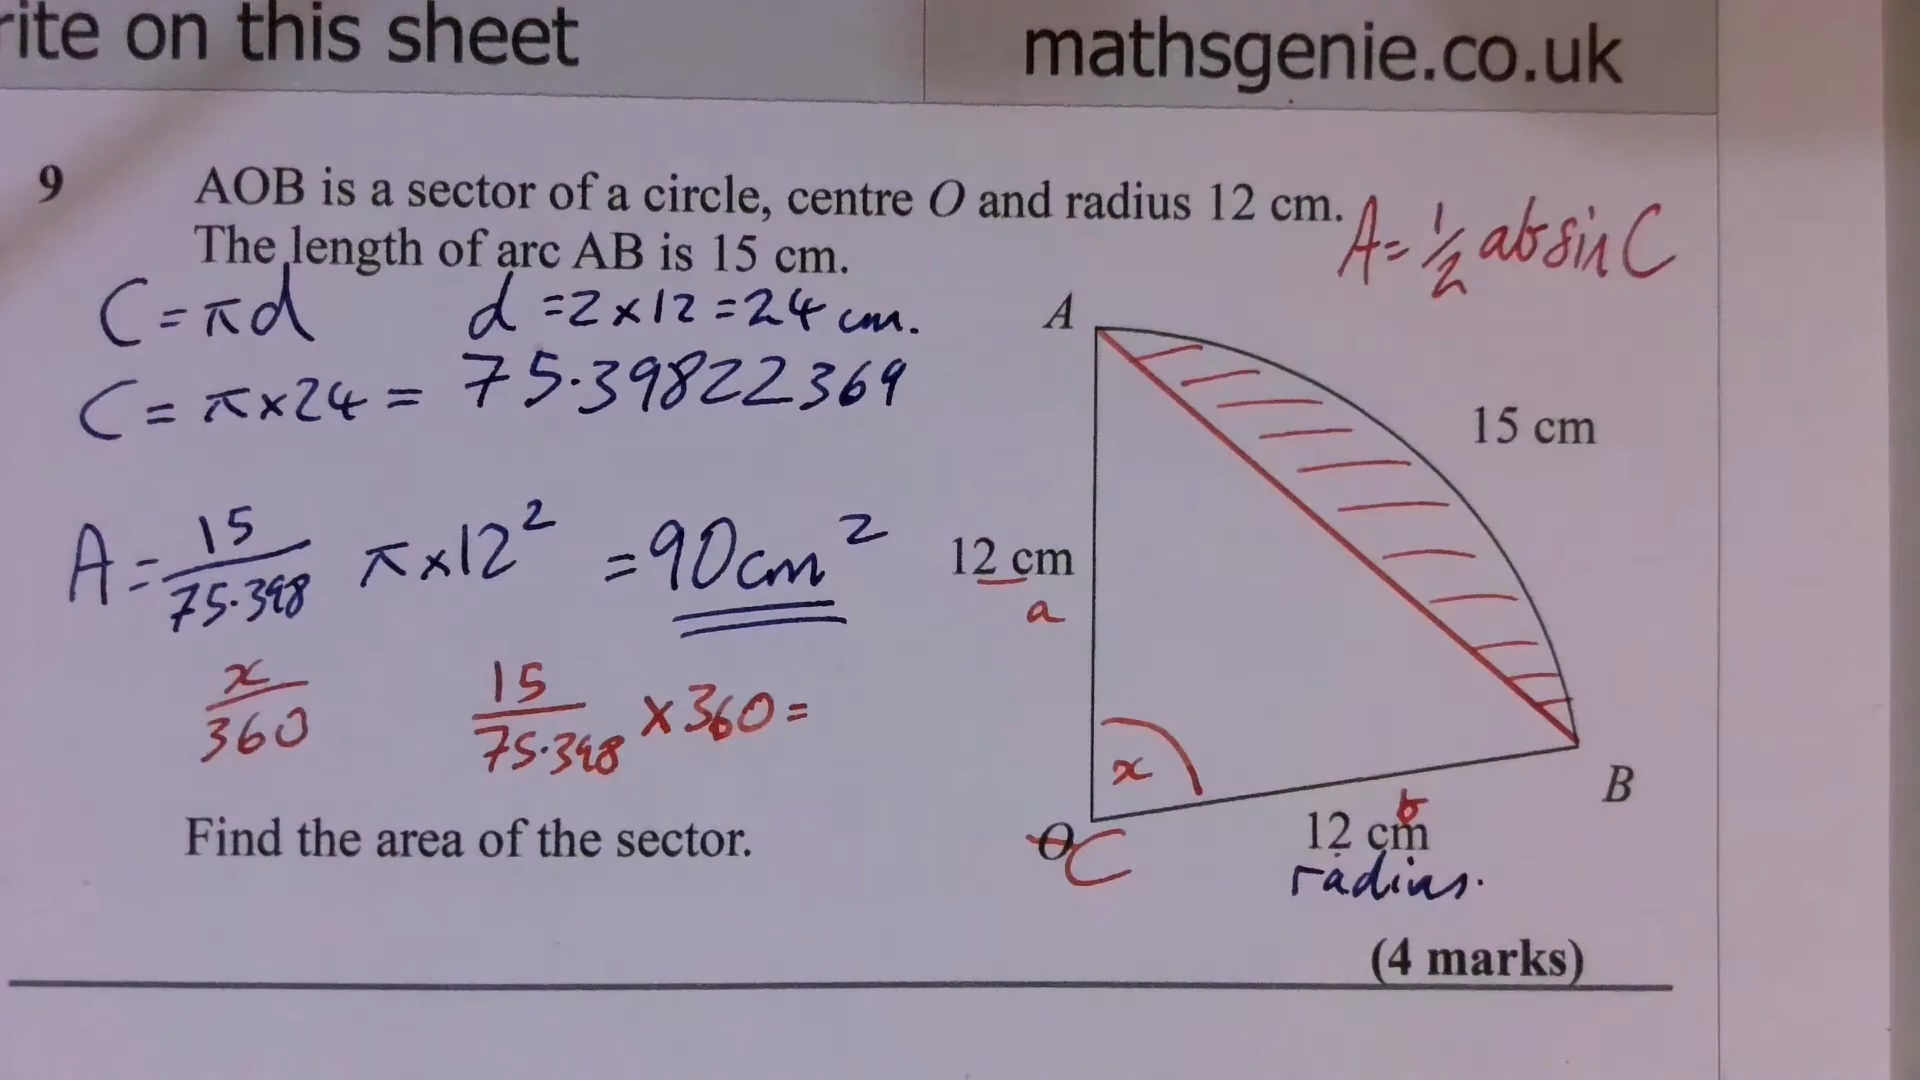 rite on this sheet
mathsgenie.co.uk
9 AOB is a sector of a circle, centre O and radius 12 cm.
The length of arc AB is 15 cm.
A = ½ ab sin C
C = πd d = 2 × 12 = 24 cm.
C = π × 24 = 75.39822369
A = 15/75.398 π × 12² = 90 cm²
x/360 15/75.398 × 360 =
A
15 cm
12 cm
a
x
B
O C
b
12 cm
radius.
Find the area of the sector.
(4 marks)